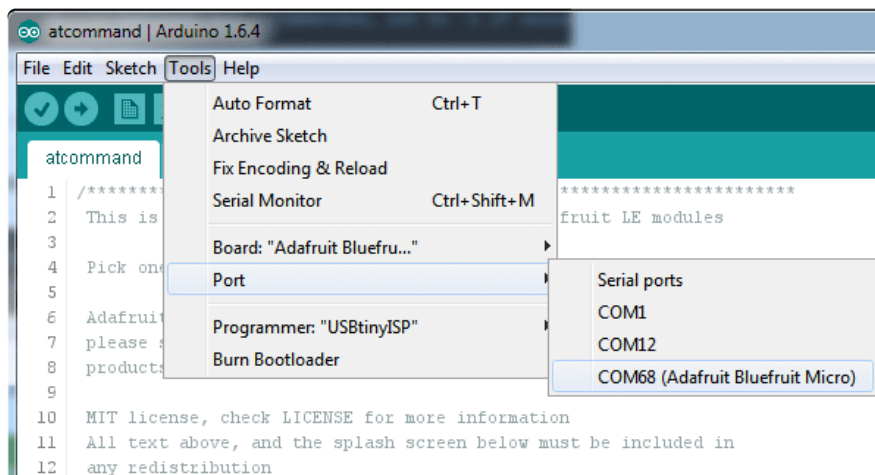 atcommand | Arduino 1.6.4
File Edit Sketch Tools Help
Auto Format Ctrl+T
Archive Sketch
Fix Encoding & Reload
Serial Monitor Ctrl+Shift+M
Board: "Adafruit Bluefru..."
Port
Programmer: "USBtinyISP"
Burn Bootloader
Serial ports
COM1
COM12
COM68 (Adafruit Bluefruit Micro)
atcommand
1 /********* ***********************
2 This is fruit LE modules
3
4 Pick one
5
6 Adafruit
7 please
8 products
9
10 MIT license, check LICENSE for more information
11 All text above, and the splash screen below must be included in
12 any redistribution